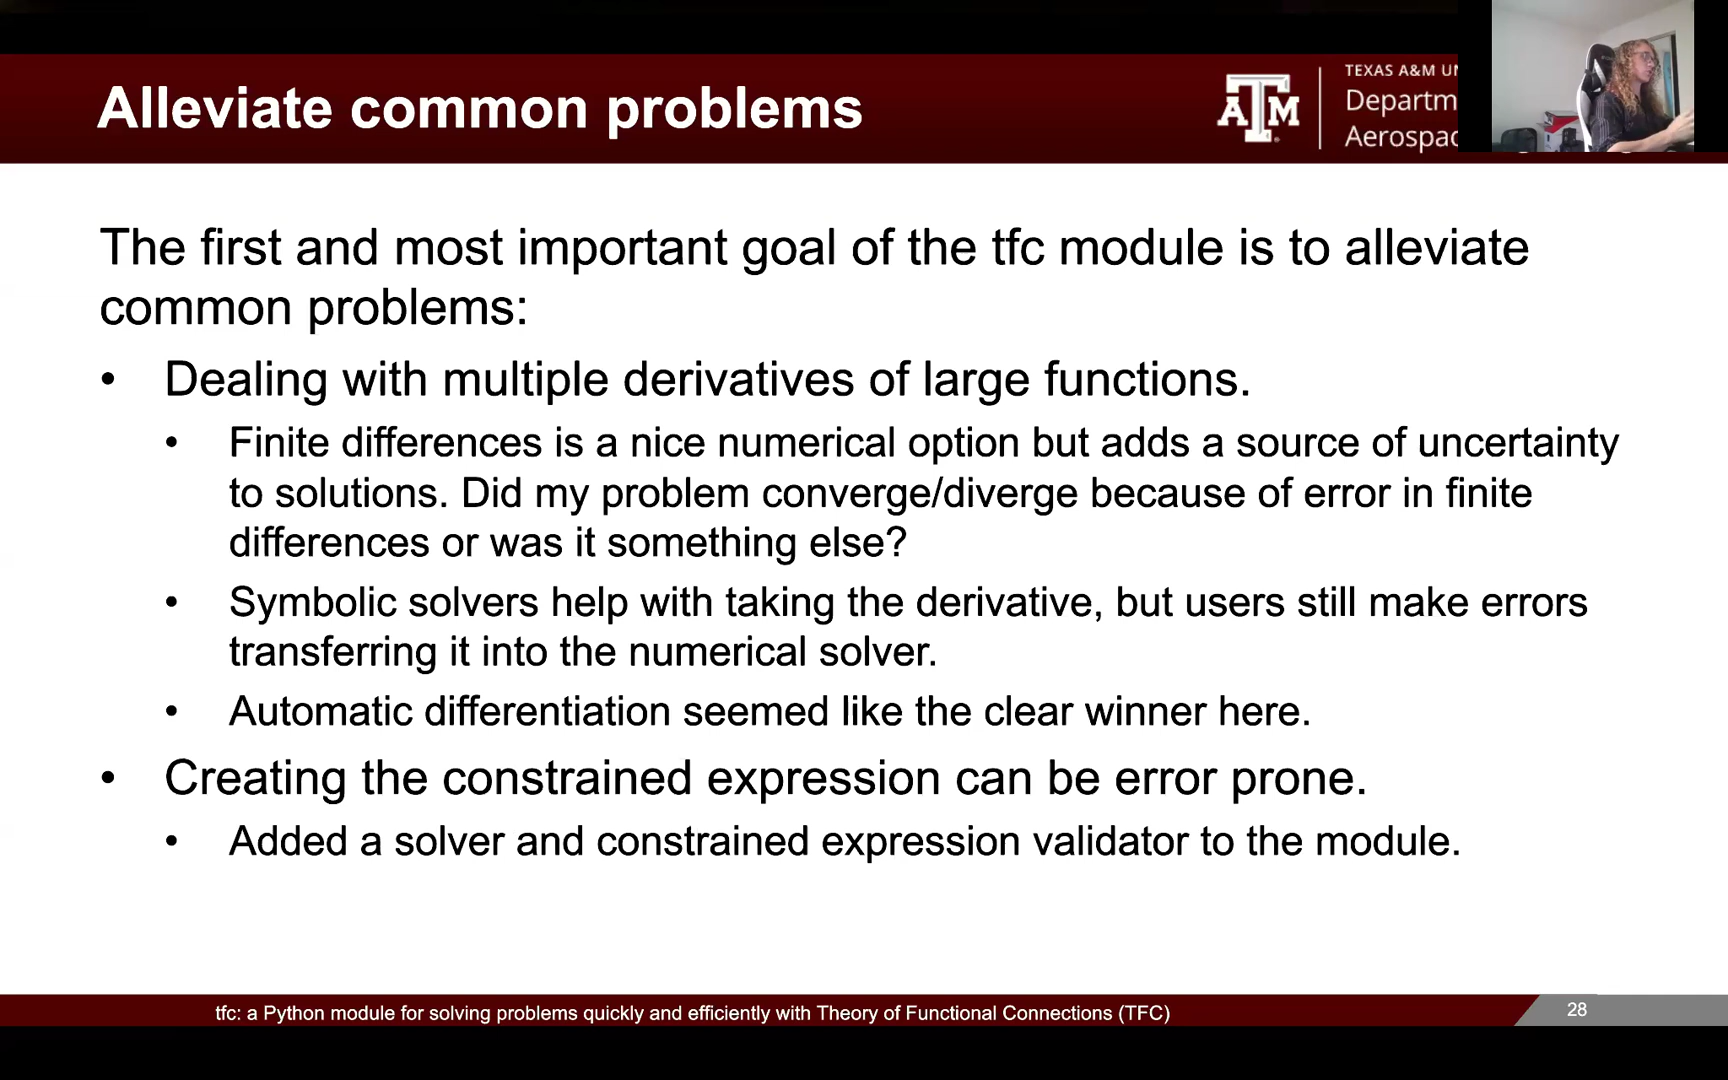 Alleviate common problems
ATM
TEXAS A&M
Departm
Aerospac
The first and most important goal of the tfc module is to alleviate
common problems:
• Dealing with multiple derivatives of large functions.
• Finite differences is a nice numerical option but adds a source of uncertainty
to solutions. Did my problem converge/diverge because of error in finite
differences or was it something else?
• Symbolic solvers help with taking the derivative, but users still make errors
transferring it into the numerical solver.
• Automatic differentiation seemed like the clear winner here.
• Creating the constrained expression can be error prone.
• Added a solver and constrained expression validator to the module.
tfc: a Python module for solving problems quickly and efficiently with Theory of Functional Connections (TFC)
28